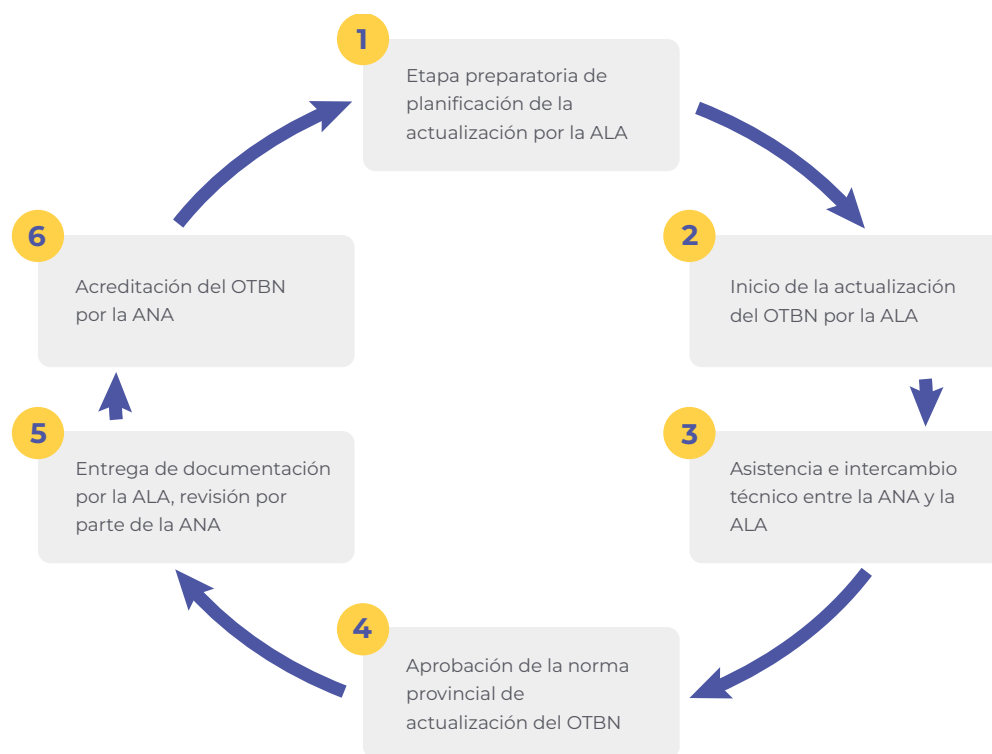 1
Etapa preparatoria de
planificación de la
actualización por la ALA
2
Inicio de la actualización
del OTBN por la ALA
3
Asistencia e intercambio
técnico entre la ANA y la
ALA
4
Aprobación de la norma
provincial de
actualización del OTBN
5
Entrega de documentación
por la ALA, revisión por
parte de la ANA
6
Acreditación del OTBN
por la ANA